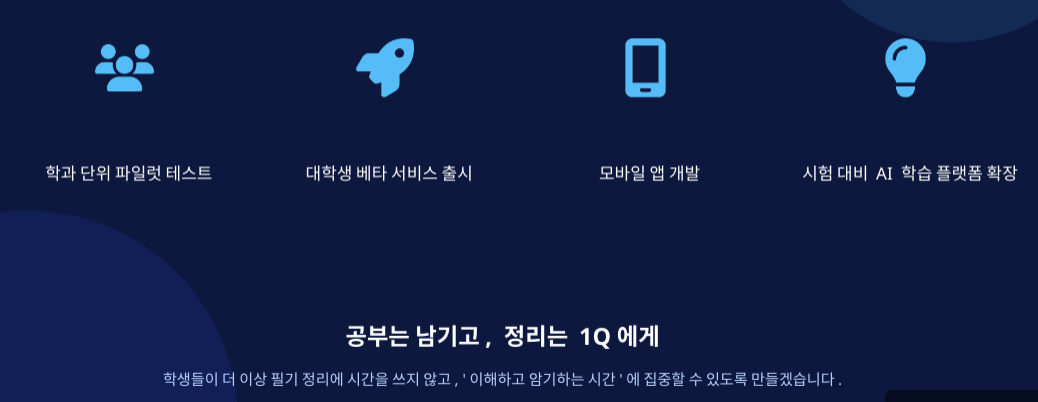 학과 단위 파일럿 테스트
대학생 베타 서비스 출시
모바일 앱 개발
시험 대비 AI 학습 플랫폼 확장
공부는 남기고 , 정리는 1Q 에게
학생들이 더 이상 필기 정리에 시간을 쓰지 않고 , ' 이해하고 암기하는 시간 ' 에 집중할 수 있도록 만들겠습니다 .